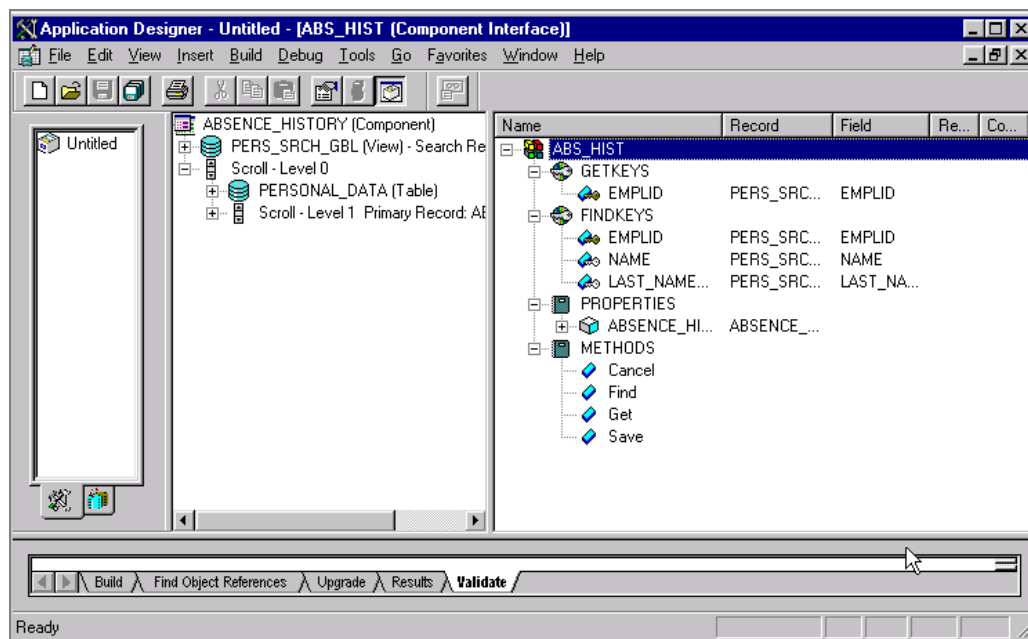 Application Designer - Untitled - [ABS_HIST (Component Interface)]
File Edit View Insert Build Debug Tools Go Favorites Window Help
Untitled
ABSENCE_HISTORY (Component)
PERS_SRCH_GBL (View) - Search Re
Scroll - Level 0
PERSONAL_DATA (Table)
Scroll - Level 1 Primary Record: AB
Name Record Field Re... Co...
ABS_HIST
GETKEYS
EMPLID PERS_SRC... EMPLID
FINDKEYS
EMPLID PERS_SRC... EMPLID
NAME PERS_SRC... NAME
LAST_NAME... PERS_SRC... LAST_NA...
PROPERTIES
ABSENCE_HI... ABSENCE_...
METHODS
Cancel
Find
Get
Save
Build Find Object References Upgrade Results Validate
Ready